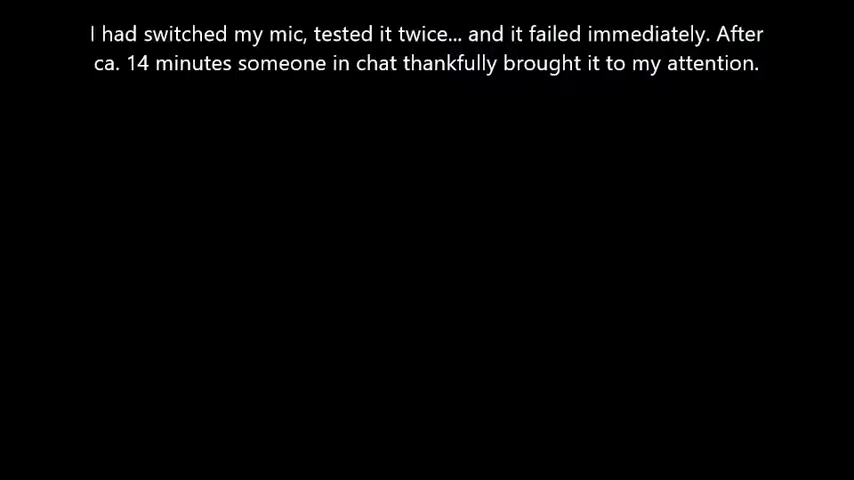 I had switched my mic, tested it twice... and it failed immediately. After
ca. 14 minutes someone in chat thankfully brought it to my attention.